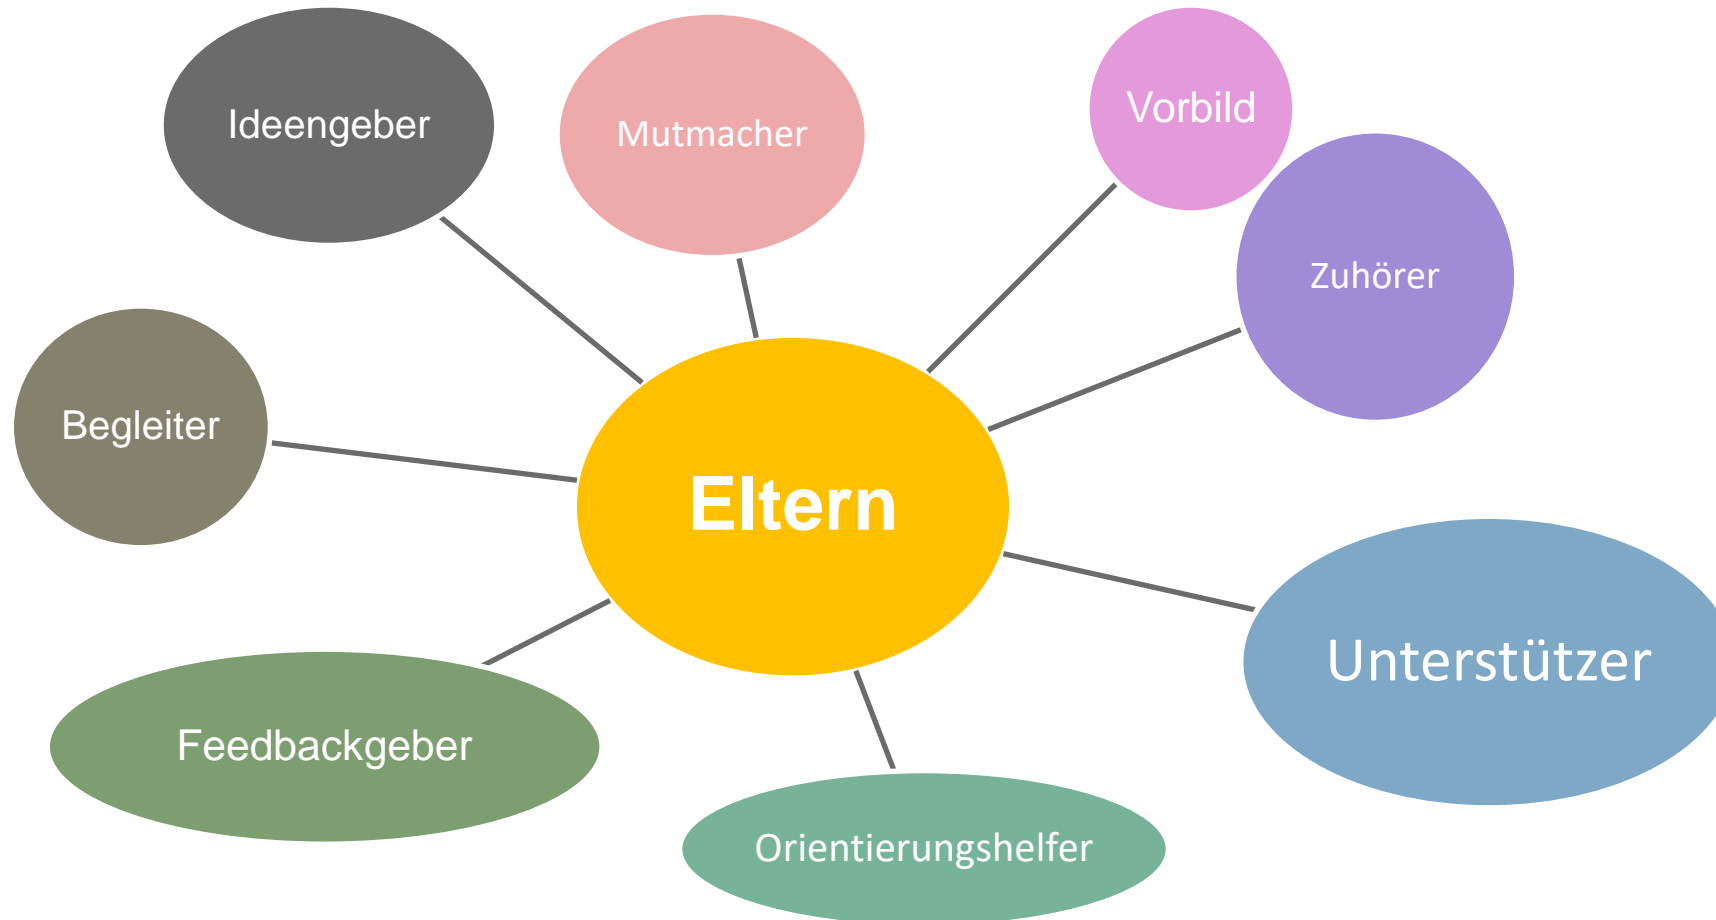 Ideengeber
Mutmacher
Vorbild
Zuhörer
Begleiter
Eltern
Unterstützer
Feedbackgeber
Orientierungshelfer